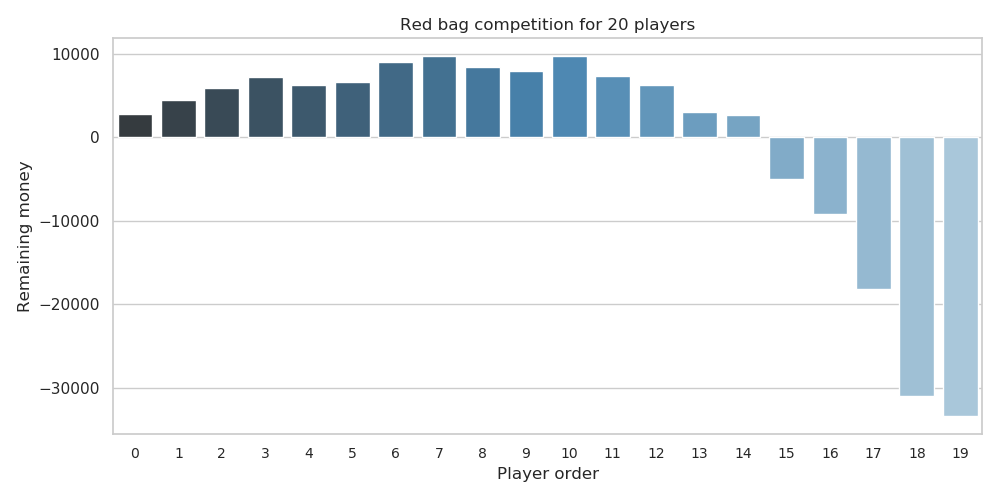 Red bag competition for 20 players
10000
0
−10000
−20000
−30000
Remaining money
0 1 2 3 4 5 6 7 8 9 10 11 12 13 14 15 16 17 18 19
Player order